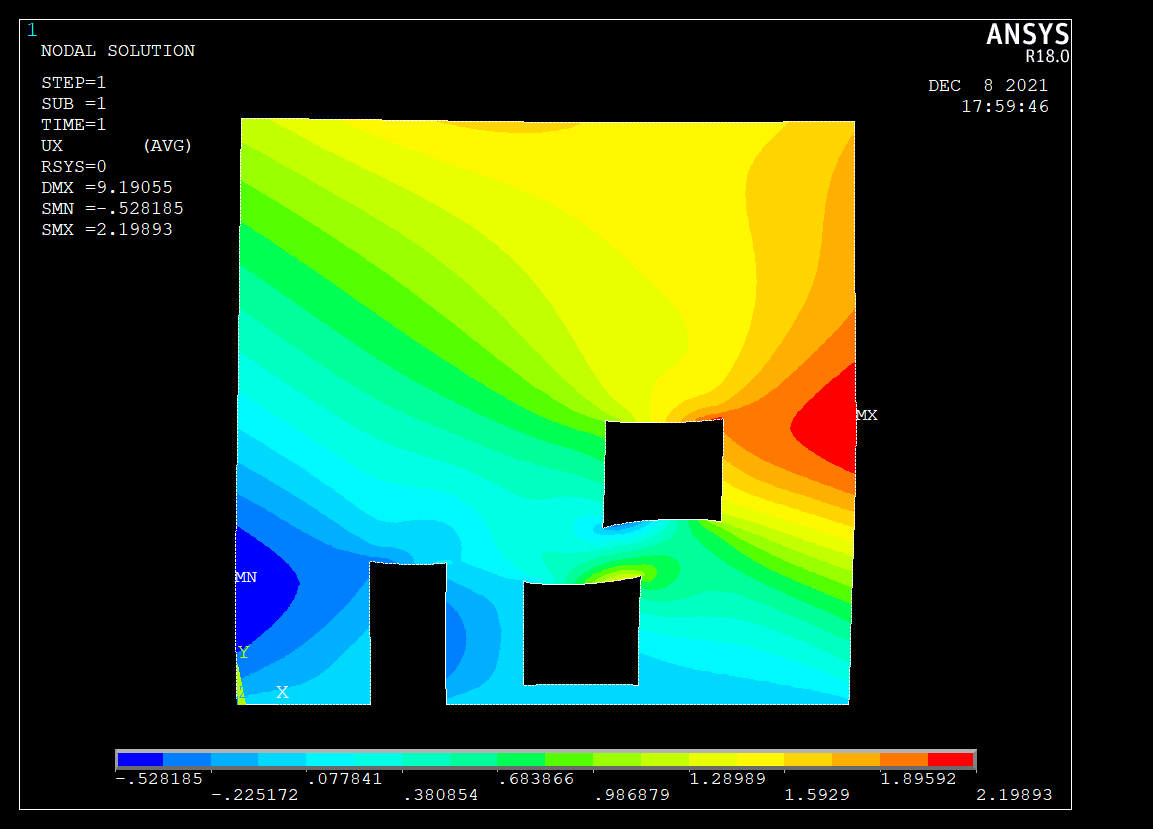 1
ANSYS
R18.0
NODAL SOLUTION
STEP=1
SUB =1
TIME=1
UX (AVG)
RSYS=0
DMX =9.19055
SMN =-.528185
SMX =2.19893
DEC 8 2021
17:59:46
MX
MN
Y
X
-.528185 .077841 .683866 1.28989 1.89592
-.225172 .380854 .986879 1.5929 2.19893